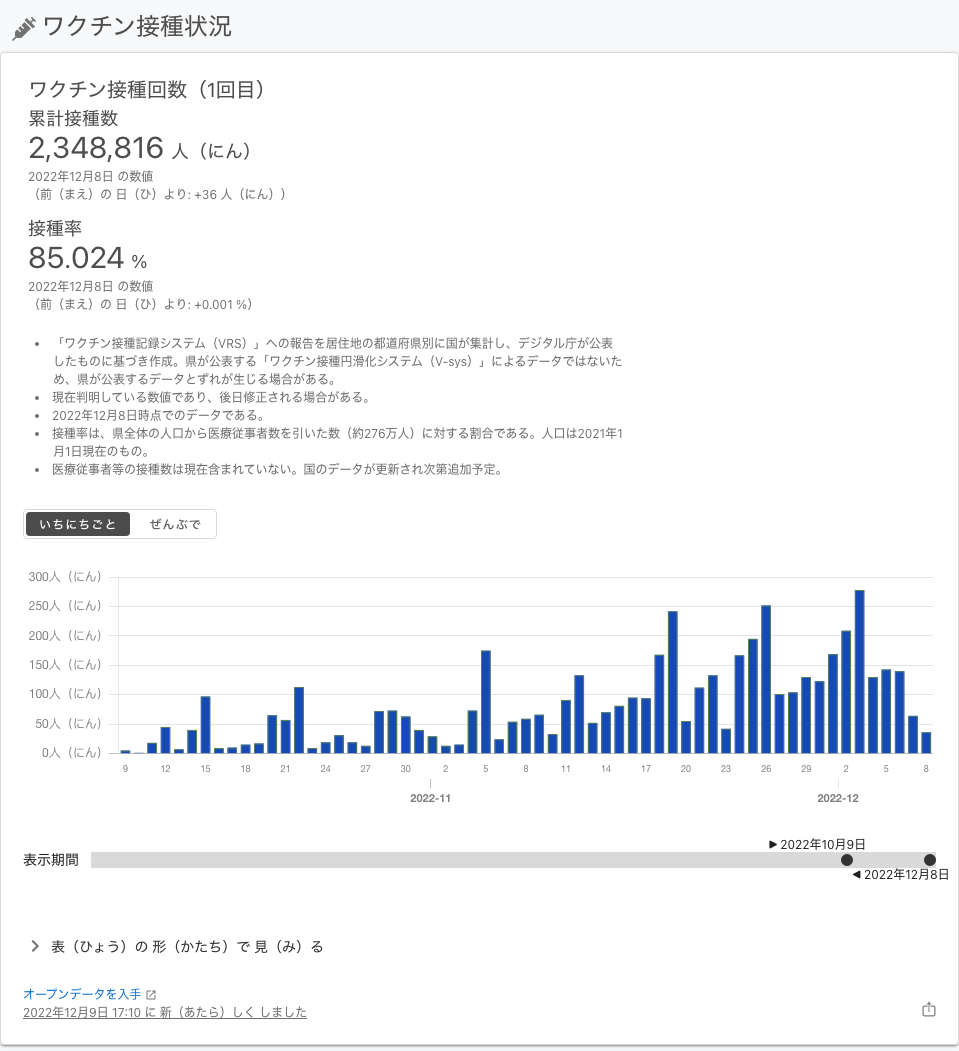 ワクチン接種状況
ワクチン接種回数（1回目）
累計接種数
2,348,816 人（にん）
2022年12月8日 の数値
（前（まえ）の 日（ひ）より: +36 人（にん））
接種率
85.024 %
2022年12月8日 の数値
（前（まえ）の 日（ひ）より: +0.001 %）
• 「ワクチン接種記録システム（VRS）」への報告を居住地の都道府県別に国が集計し、デジタル庁が公表
したものに基づき作成。県が公表する「ワクチン接種円滑化システム（V-sys）」によるデータではないた
め、県が公表するデータとずれが生じる場合がある。
• 現在判明している数値であり、後日修正される場合がある。
• 2022年12月8日時点でのデータである。
• 接種率は、県全体の人口から医療従事者数を引いた数（約276万人）に対する割合である。人口は2021年1
月1日現在のもの。
• 医療従事者等の接種数は現在含まれていない。国のデータが更新され次第追加予定。
いちにちごと ぜんぶで
300人（にん）
250人（にん）
200人（にん）
150人（にん）
100人（にん）
50人（にん）
0人（にん）
9 12 15 18 21 24 27 30 2 5 8 11 14 17 20 23 26 29 2 5 8
2022-11 2022-12
▶ 2022年10月9日
表示期間
◀ 2022年12月8日
表（ひょう）の 形（かたち）で 見（み）る
オープンデータを入手
2022年12月9日 17:10 に 新（あたら）しく しました